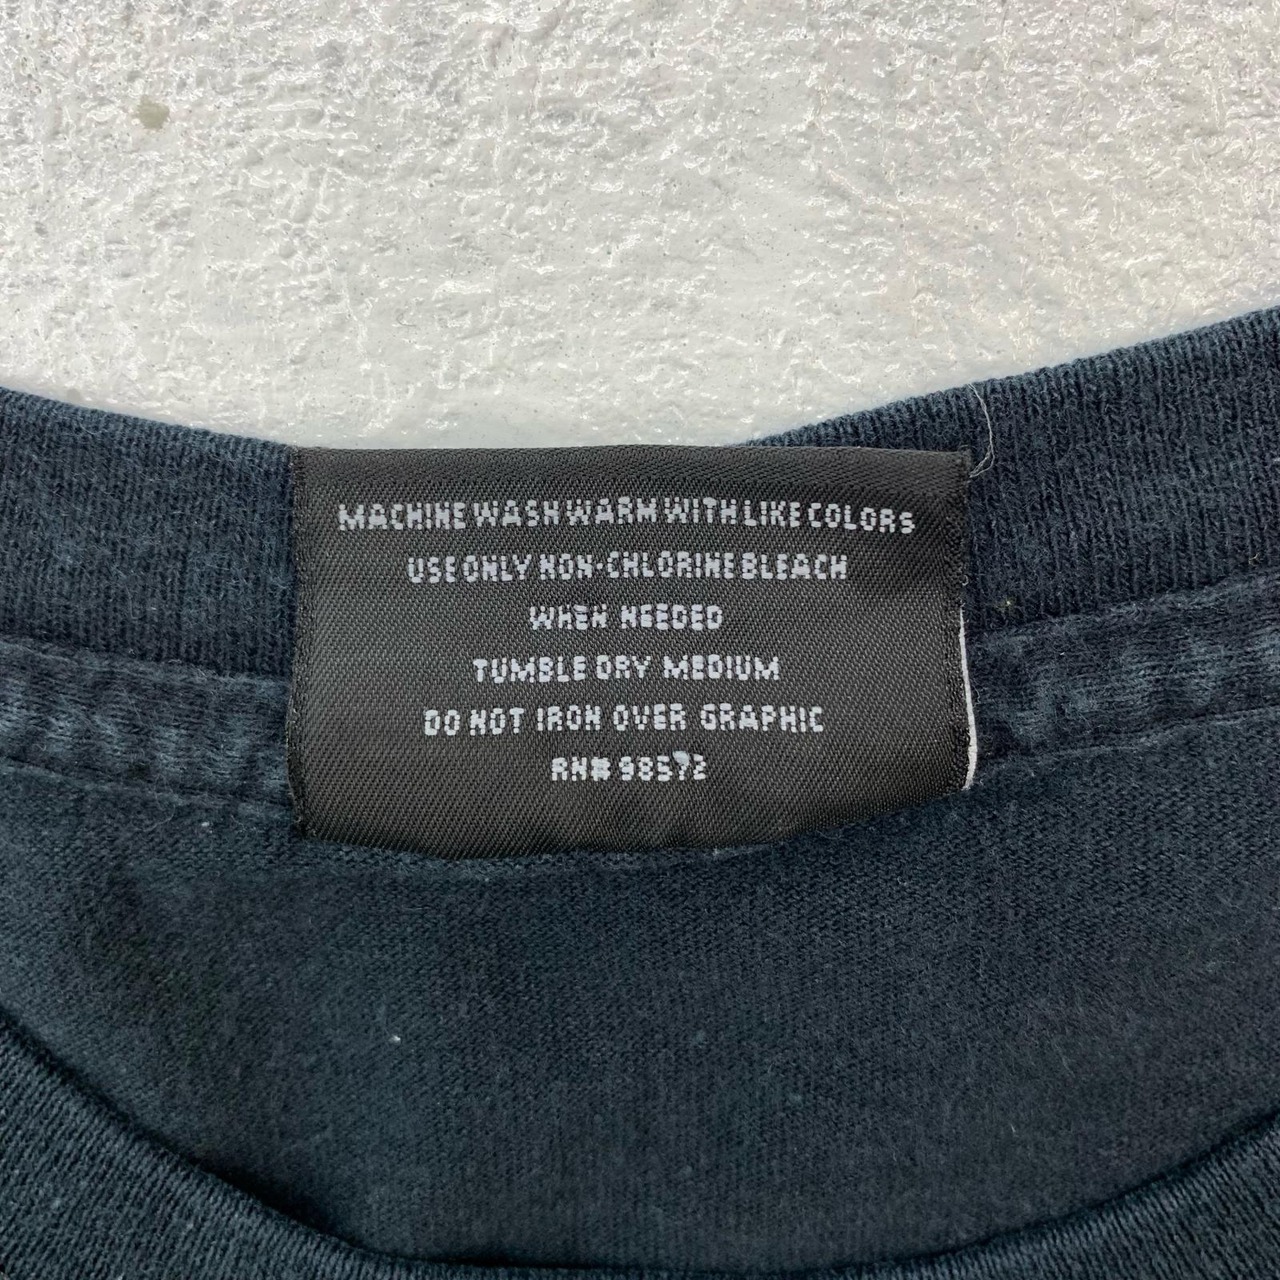 MACHINE WASH WARM WITH LIKE COLORS
USE ONLY NON-CHLORINE BLEACH
WHEN NEEDED
TUMBLE DRY MEDIUM
DO NOT IRON OVER GRAPHIC
RN# 98572